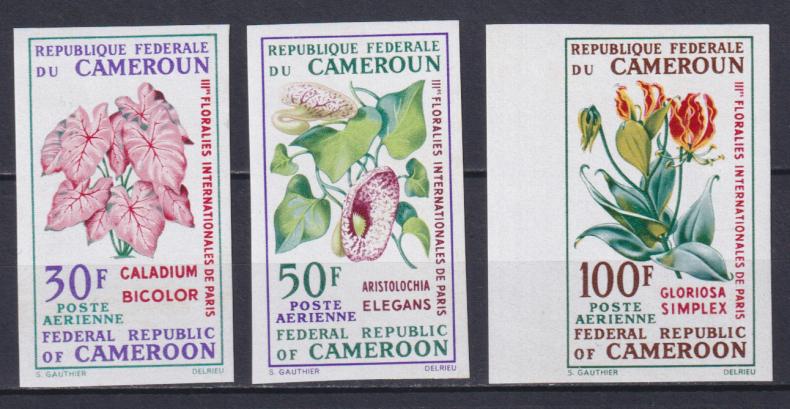 REPUBLIQUE FEDERALE
DU CAMEROUN
IIImes FLORALIES INTERNATIONALES DE PARIS
30F
CALADIUM
BICOLOR
POSTE
AERIENNE
FEDERAL REPUBLIC
OF CAMEROON
S. GAUTHIER
DELRIEU
REPUBLIQUE FEDERALE
DU CAMEROUN
IIImes FLORALIES INTERNATIONALES DE PARIS
50F
ARISTOLOCHIA
ELEGANS
POSTE
AERIENNE
FEDERAL REPUBLIC
OF CAMEROON
S. GAUTHIER
DELRIEU
REPUBLIQUE FEDERALE
DU CAMEROUN
IIImes FLORALIES INTERNATIONALES DE PARIS
100F
GLORIOSA
SIMPLEX
POSTE
AERIENNE
FEDERAL REPUBLIC
OF CAMEROON
S. GAUTHIER
DELRIEU